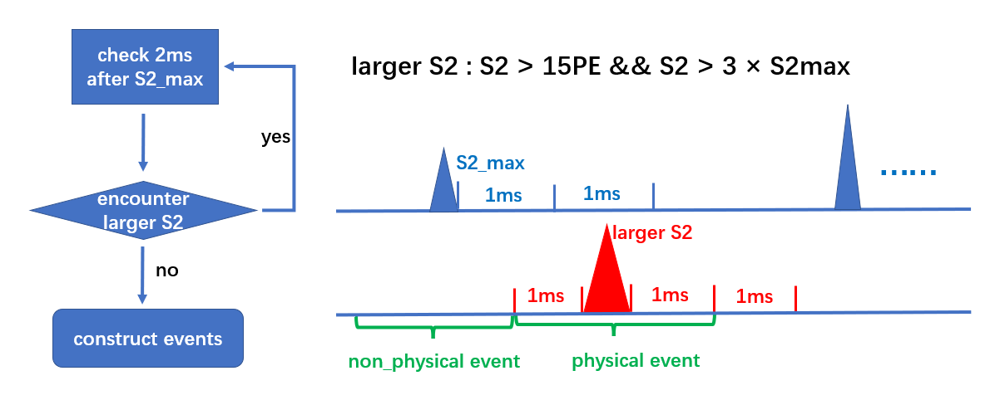 check 2ms
after S2_max
yes
encounter
larger S2
no
construct events
larger S2 : S2 > 15PE && S2 > 3 × S2max
S2_max
1ms
1ms
……
larger S2
1ms
1ms
1ms
non_physical event
physical event